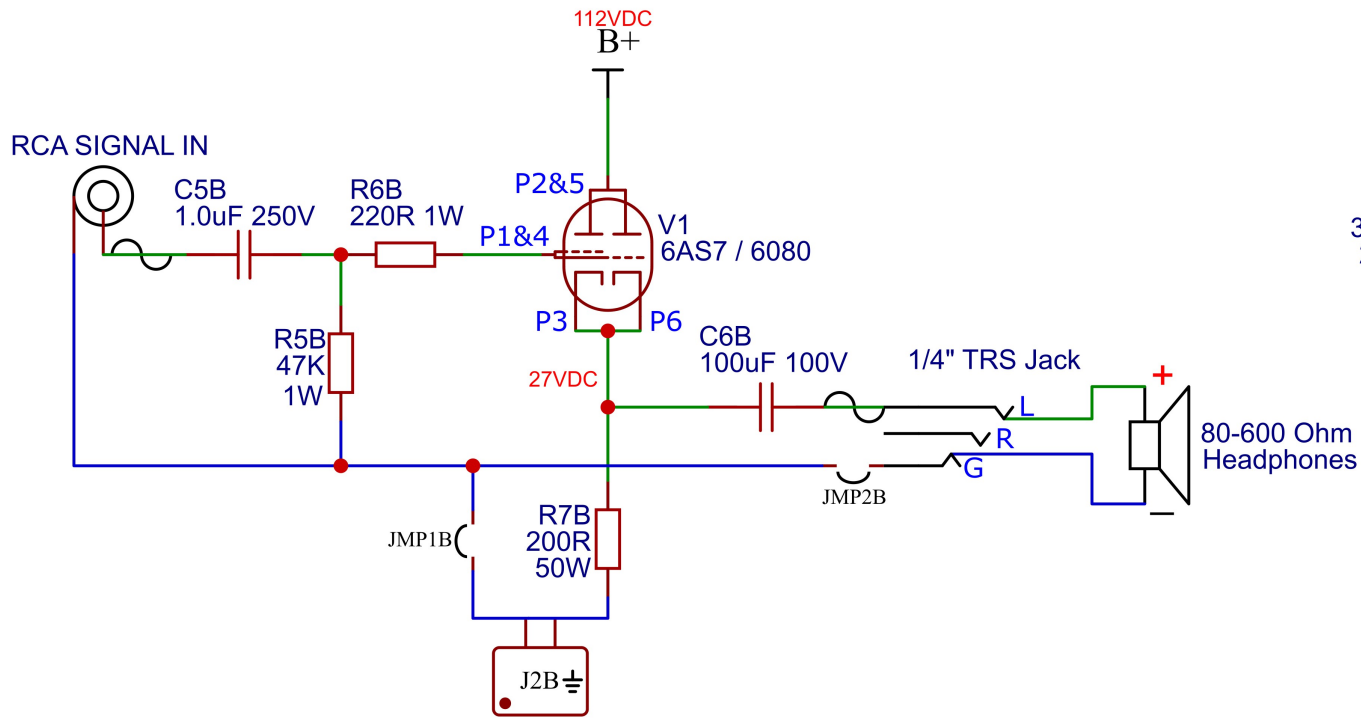 112VDC
B+
RCA SIGNAL IN
C5B
1.0uF 250V
R6B
220R 1W
P2&5
P1&4
V1
6AS7 / 6080
3
R5B
47K
1W
P3
P6
27VDC
C6B
100uF 100V
1/4" TRS Jack
+
L
R
G
80-600 Ohm
Headphones
–
JMP2B
JMP1B
R7B
200R
50W
J2B